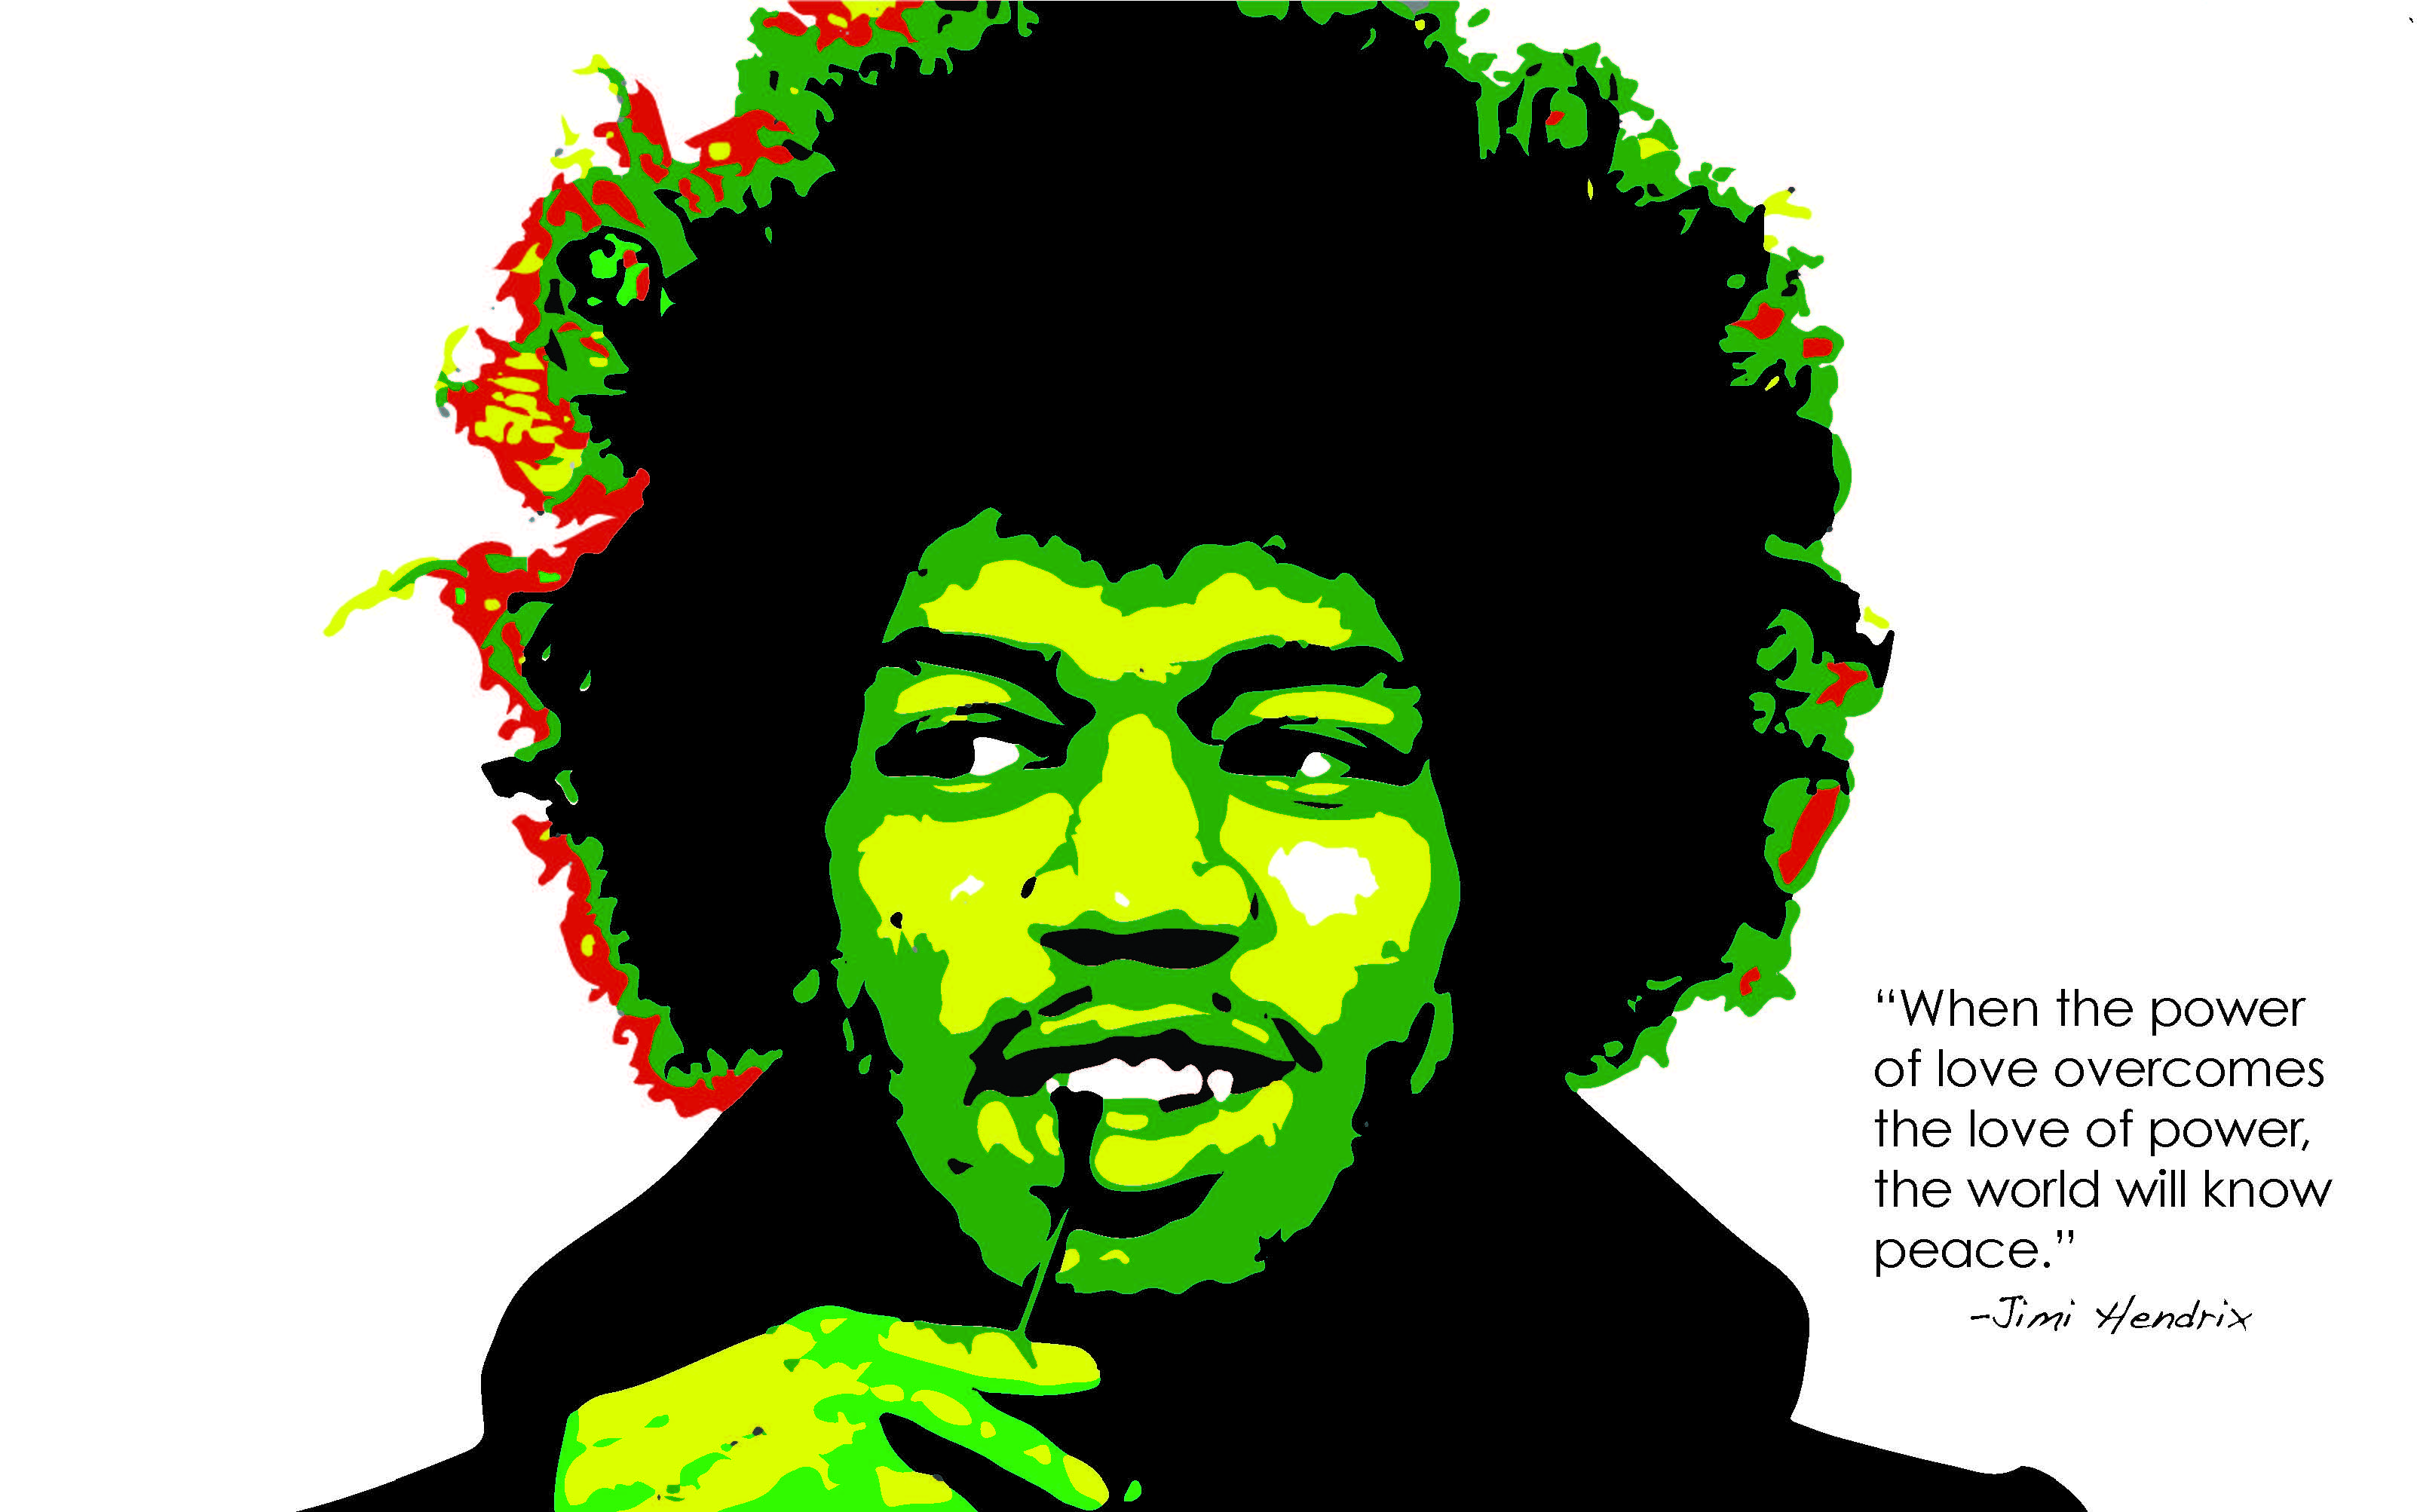 “When the power
of love overcomes
the love of power,
the world will know
peace.”
-Jimi Hendrix